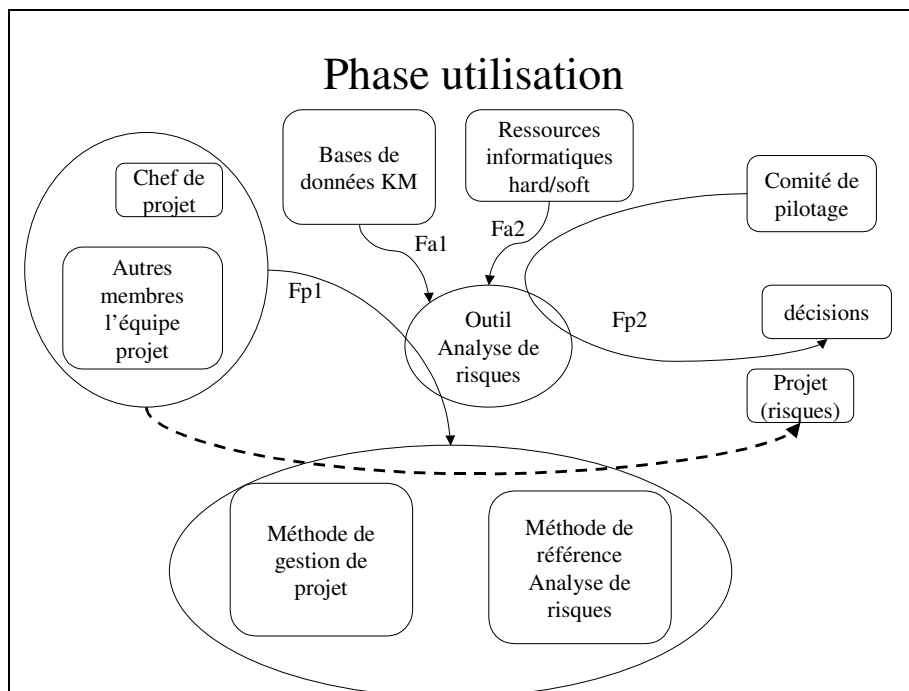 Phase utilisation
Bases de
données KM
Ressources
informatiques
hard/soft
Chef de
projet
Comité de
pilotage
Autres
membres
l'équipe
projet
Fa1
Fa2
Fp1
Outil
Analyse de
risques
Fp2
décisions
Projet
(risques)
Méthode de
gestion de
projet
Méthode de
référence
Analyse de
risques